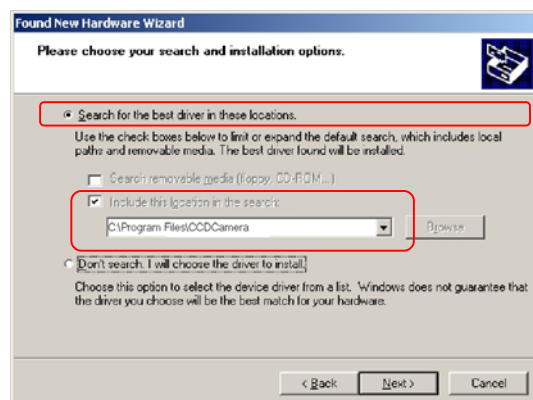 Found New Hardware Wizard
Please choose your search and installation options.
Search for the best driver in these locations.
Use the check boxes below to limit or expand the default search, which includes local
paths and removable media. The best driver found will be installed.
Search removable media (floppy, CD-ROM...)
Include this location in the search:
C:\Program Files\CCDCamera
Browse
Don't search. I will choose the driver to install.
Choose this option to select the device driver from a list. Windows does not guarantee that
the driver you choose will be the best match for your hardware.
< Back Next > Cancel